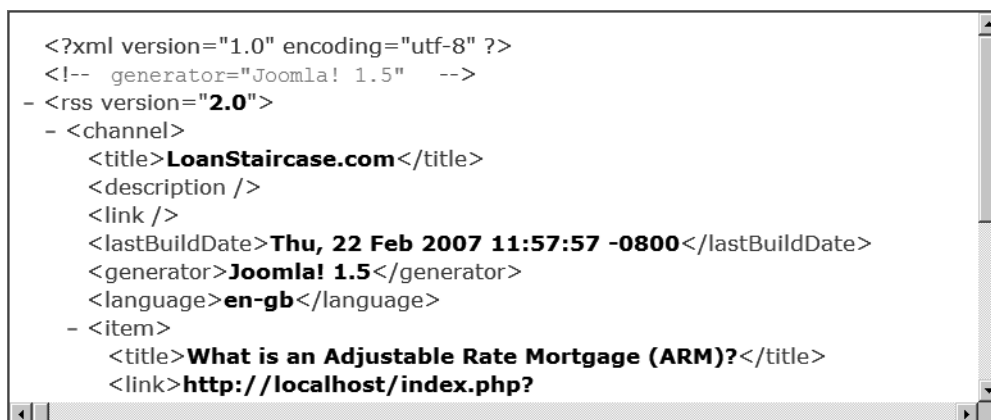 <?xml version="1.0" encoding="utf-8" ?>
<!-- generator="Joomla! 1.5" -->
- <rss version="2.0">
- <channel>
<title>LoanStaircase.com</title>
<description />
<link />
<lastBuildDate>Thu, 22 Feb 2007 11:57:57 -0800</lastBuildDate>
<generator>Joomla! 1.5</generator>
<language>en-gb</language>
- <item>
<title>What is an Adjustable Rate Mortgage (ARM)?</title>
<link>http://localhost/index.php?